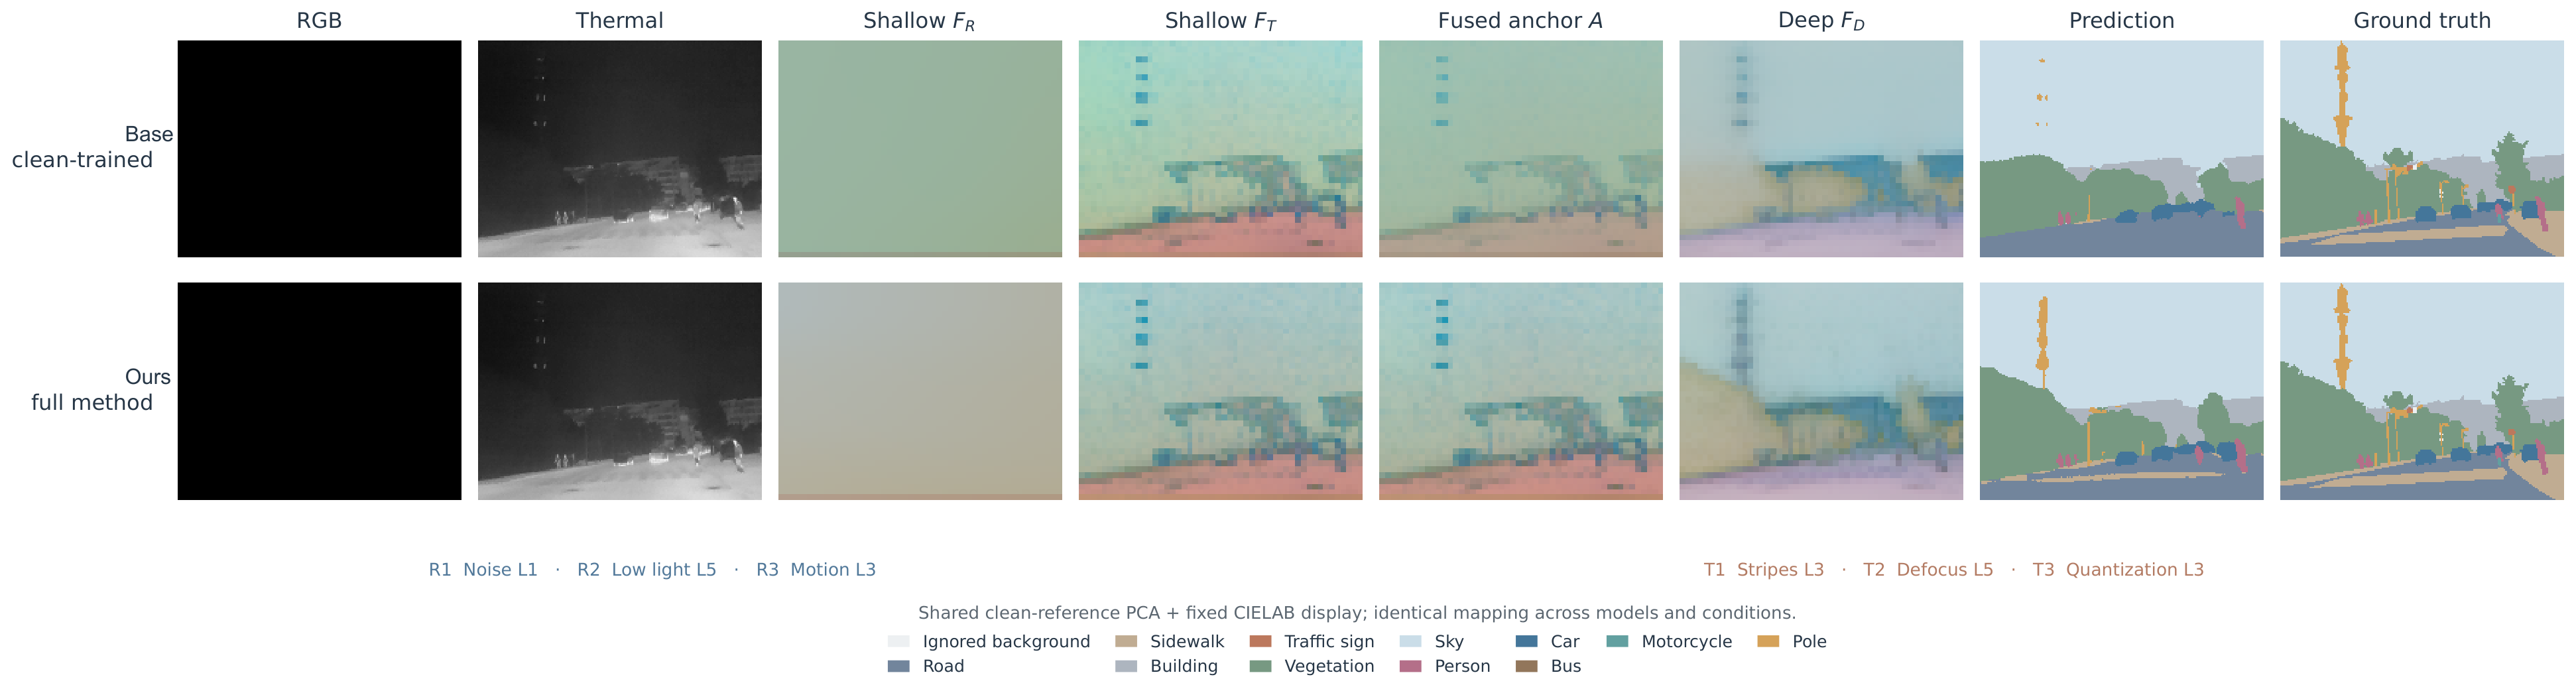 RGB Thermal Shallow F_R Shallow F_T Fused anchor A Deep F_D Prediction Ground truth
Base
clean-trained
Ours
full method
R1 Noise L1 · R2 Low light L5 · R3 Motion L3 T1 Stripes L3 · T2 Defocus L5 · T3 Quantization L3
Shared clean-reference PCA + fixed CIELAB display; identical mapping across models and conditions.
Ignored background Sidewalk Traffic sign Sky Car Motorcycle Pole
Road Building Vegetation Person Bus